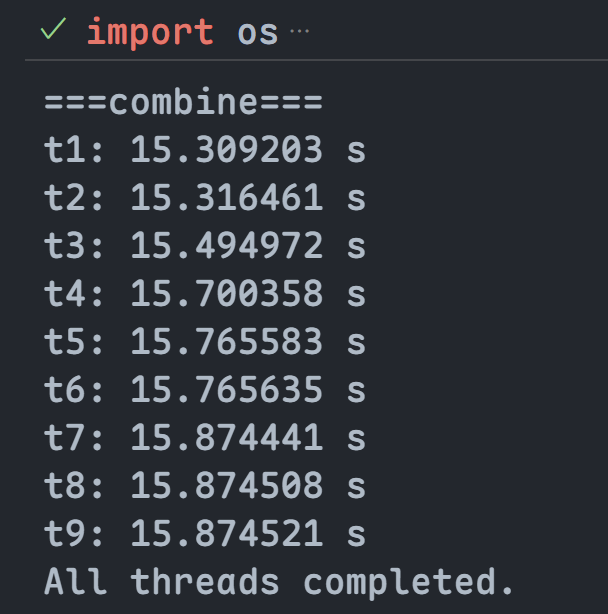 ✓ import os ···
===combine===
t1: 15.309203 s
t2: 15.316461 s
t3: 15.494972 s
t4: 15.700358 s
t5: 15.765583 s
t6: 15.765635 s
t7: 15.874441 s
t8: 15.874508 s
t9: 15.874521 s
All threads completed.